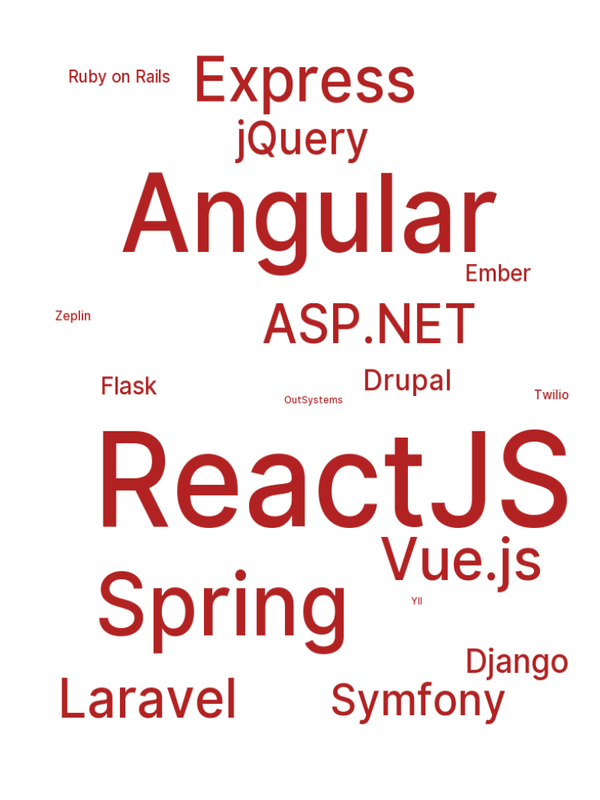 Ruby on Rails
Express
jQuery
Angular
Ember
Zeplin
ASP.NET
Flask
Drupal
OutSystems
Twilio
ReactJS
Vue.js
Spring
YII
Django
Laravel
Symfony